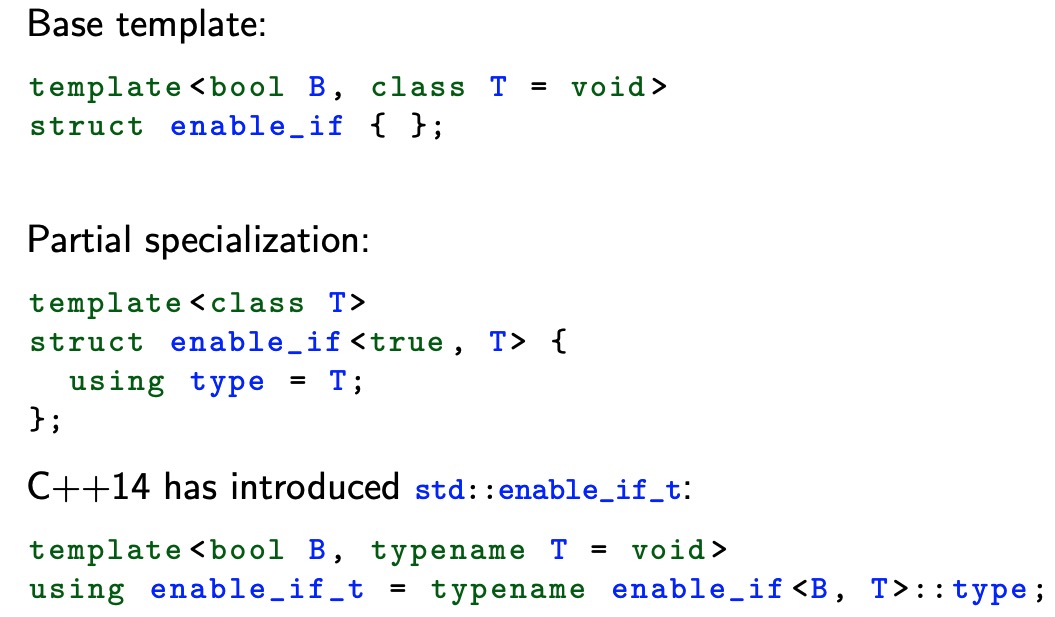 Base template:
template<bool B, class T = void>
struct enable_if { };
Partial specialization:
template<class T>
struct enable_if<true, T> {
  using type = T;
};
C++14 has introduced std::enable_if_t:
template<bool B, typename T = void>
using enable_if_t = typename enable_if<B, T>::type;